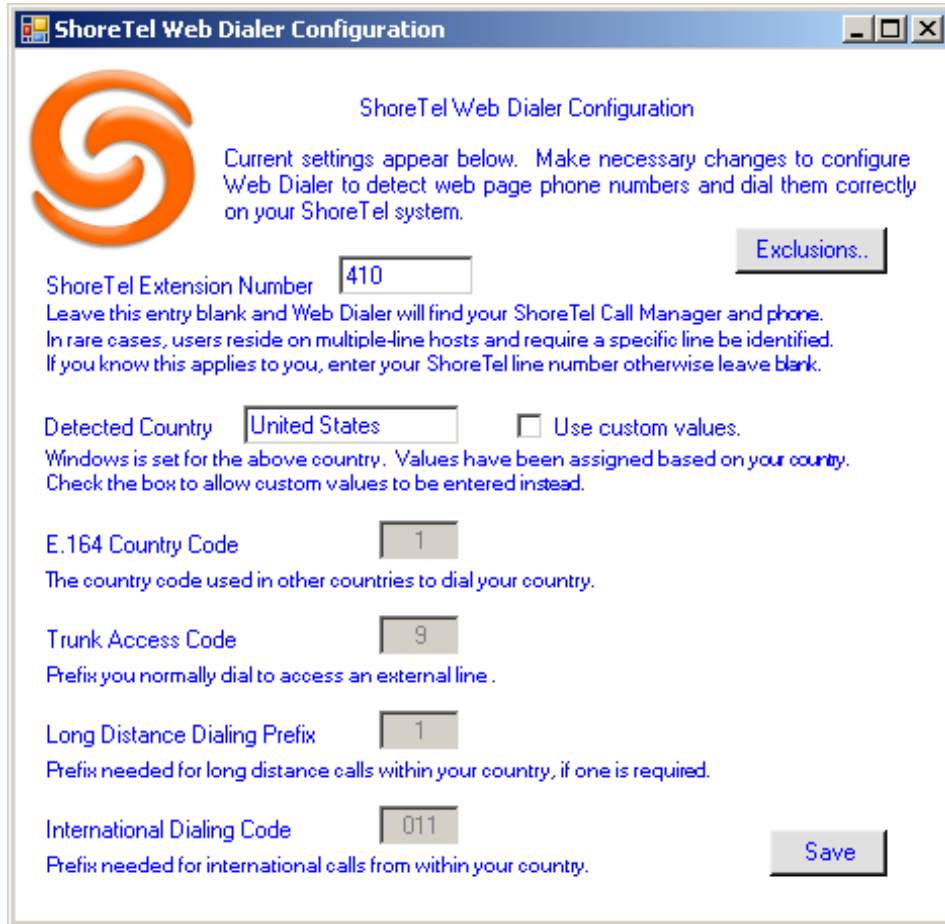 ShoreTel Web Dialer Configuration
ShoreTel Web Dialer Configuration
Current settings appear below. Make necessary changes to configure
Web Dialer to detect web page phone numbers and dial them correctly
on your ShoreTel system.
Exclusions..
ShoreTel Extension Number 410
Leave this entry blank and Web Dialer will find your ShoreTel Call Manager and phone.
In rare cases, users reside on multiple-line hosts and require a specific line be identified.
If you know this applies to you, enter your ShoreTel line number otherwise leave blank.
Detected Country United States Use custom values.
Windows is set for the above country. Values have been assigned based on your country.
Check the box to allow custom values to be entered instead.
E.164 Country Code 1
The country code used in other countries to dial your country.
Trunk Access Code 9
Prefix you normally dial to access an external line .
Long Distance Dialing Prefix 1
Prefix needed for long distance calls within your country, if one is required.
International Dialing Code 011
Prefix needed for international calls from within your country.
Save